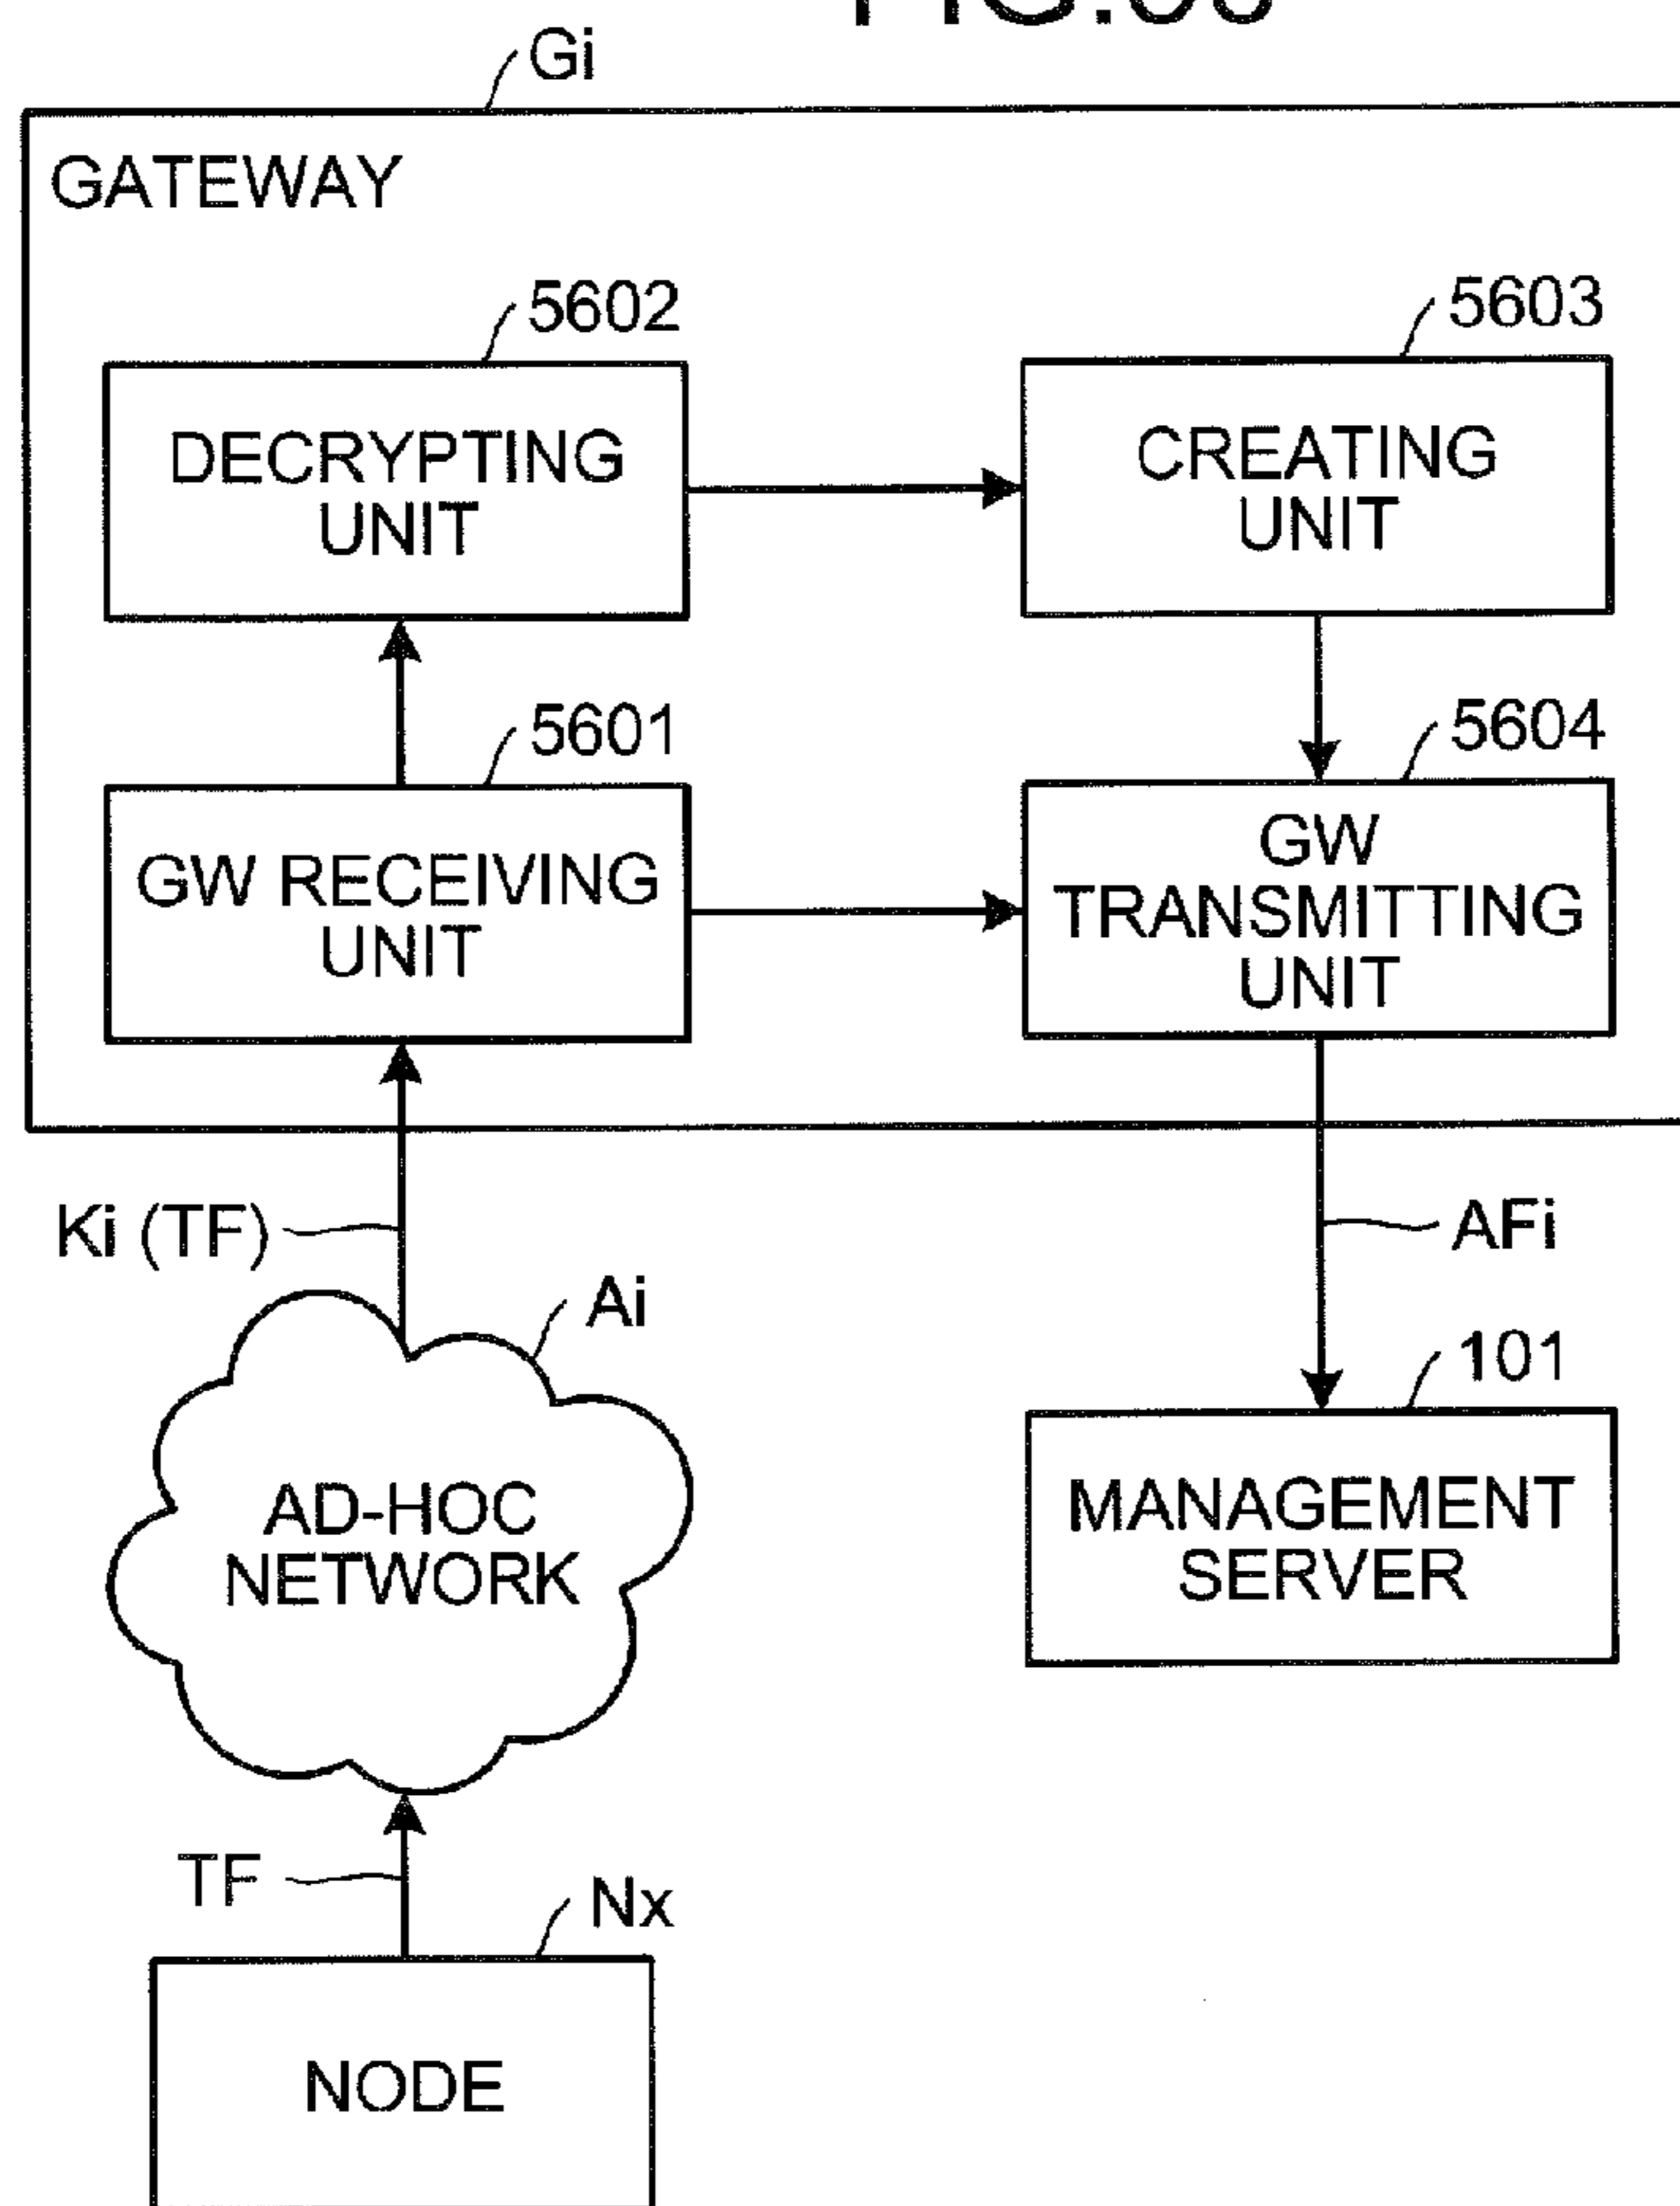 Gi
GATEWAY
5602
5603
DECRYPTING
UNIT
CREATING
UNIT
5601
5604
GW RECEIVING
UNIT
GW
TRANSMITTING
UNIT
Ki (TF)
AFi
Ai
101
AD-HOC
NETWORK
MANAGEMENT
SERVER
TF
Nx
NODE